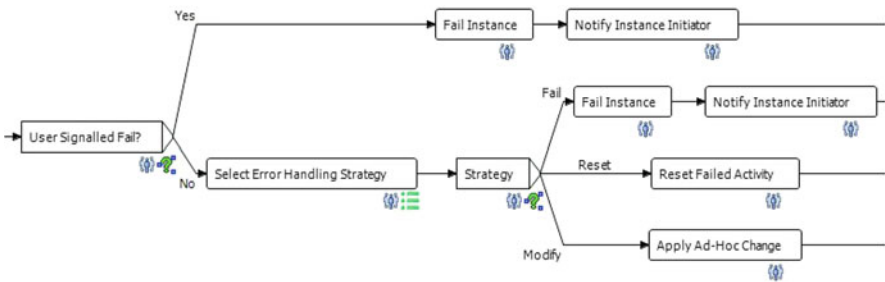 Yes
Fail Instance
Notify Instance Initiator
Fail
Fail Instance
Notify Instance Initiator
User Signalled Fail?
No
Select Error Handling Strategy
Strategy
Reset
Reset Failed Activity
Modify
Apply Ad-Hoc Change